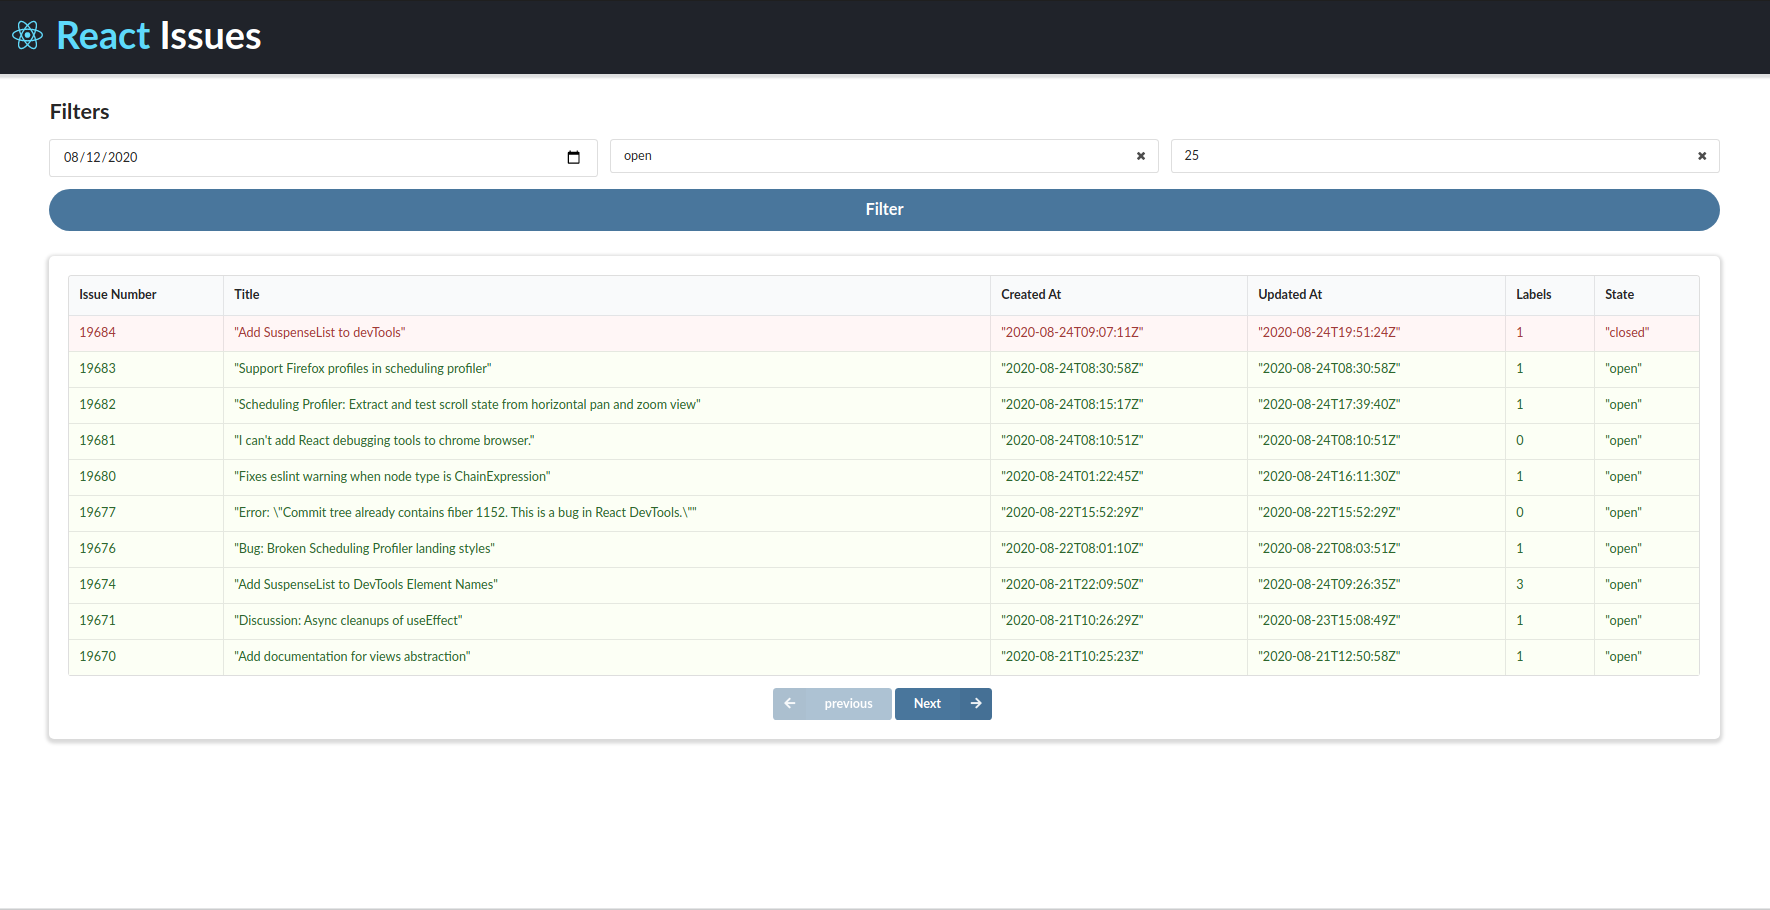 React Issues
Filters
08/12/2020 open 25
Filter
Issue Number Title Created At Updated At Labels State
19684 "Add SuspenseList to devTools" "2020-08-24T09:07:11Z" "2020-08-24T19:51:24Z" 1 "closed"
19683 "Support Firefox profiles in scheduling profiler" "2020-08-24T08:30:58Z" "2020-08-24T08:30:58Z" 1 "open"
19682 "Scheduling Profiler: Extract and test scroll state from horizontal pan and zoom view" "2020-08-24T08:15:17Z" "2020-08-24T17:39:40Z" 1 "open"
19681 "I can't add React debugging tools to chrome browser." "2020-08-24T08:10:51Z" "2020-08-24T08:10:51Z" 0 "open"
19680 "Fixes eslint warning when node type is ChainExpression" "2020-08-24T01:22:45Z" "2020-08-24T16:11:30Z" 1 "open"
19677 "Error: \"Commit tree already contains fiber 1152. This is a bug in React DevTools.\"" "2020-08-22T15:52:29Z" "2020-08-22T15:52:29Z" 0 "open"
19676 "Bug: Broken Scheduling Profiler landing styles" "2020-08-22T08:01:10Z" "2020-08-22T08:03:51Z" 1 "open"
19674 "Add SuspenseList to DevTools Element Names" "2020-08-21T22:09:50Z" "2020-08-24T09:26:35Z" 3 "open"
19671 "Discussion: Async cleanups of useEffect" "2020-08-21T10:26:29Z" "2020-08-23T15:08:49Z" 1 "open"
19670 "Add documentation for views abstraction" "2020-08-21T10:25:23Z" "2020-08-21T12:50:58Z" 1 "open"
previous Next